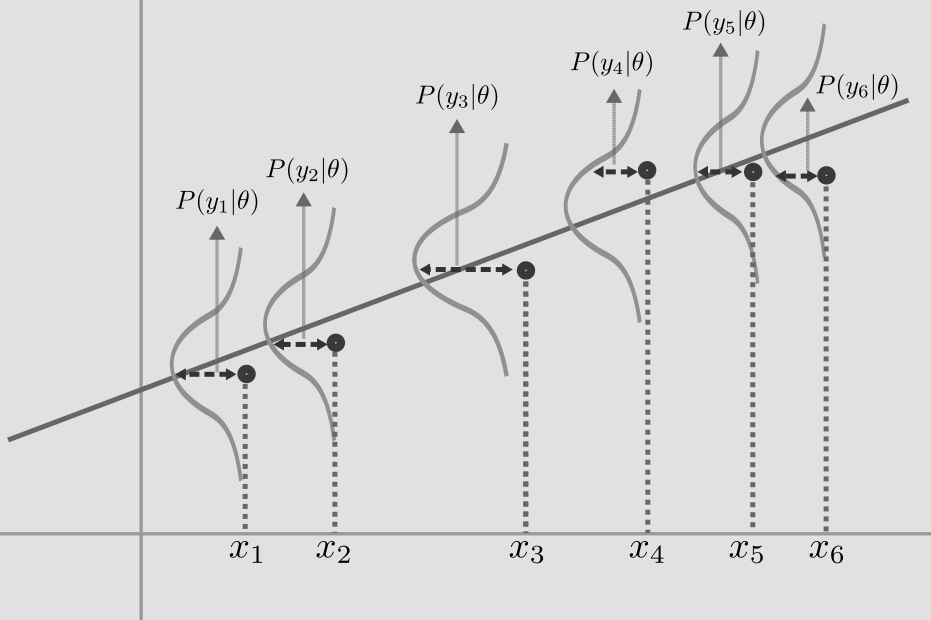 P(y₁|θ)
P(y₂|θ)
P(y₃|θ)
P(y₄|θ)
P(y₅|θ)
P(y₆|θ)
x₁ x₂ x₃ x₄ x₅ x₆